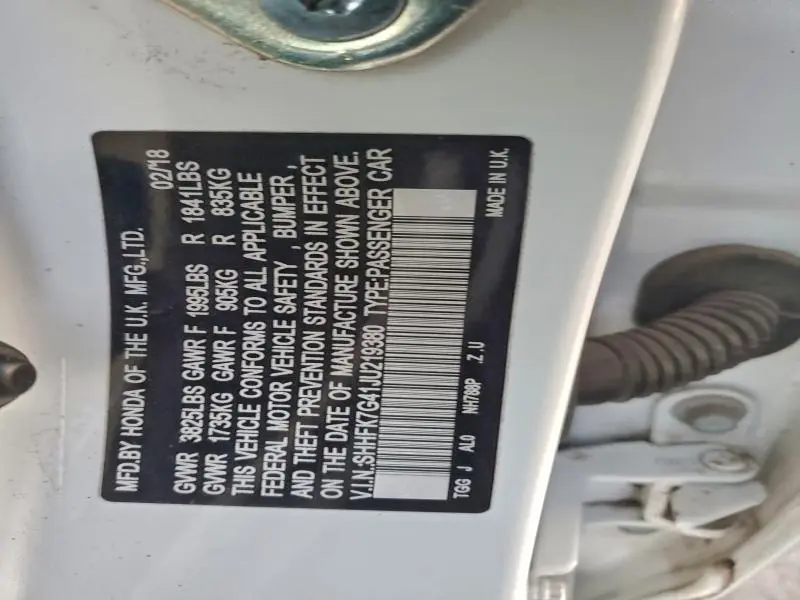 MFD.BY HONDA OF THE U.K. MFG.,LTD.
02/18
GVWR 3825LBS GAWR F 1995LBS R 1841LBS
GVWR 1735KG GAWR F 905KG R 835KG
THIS VEHICLE CONFORMS TO ALL APPLICABLE
FEDERAL MOTOR VEHICLE SAFETY , BUMPER ,
AND THEFT PREVENTION STANDARDS IN EFFECT
ON THE DATE OF MANUFACTURE SHOWN ABOVE.
V.I.N.:SHHFK7G41JU219380 TYPE:PASSENGER CAR
TGG J AL0 NH788P .Z .U
MADE IN U.K.